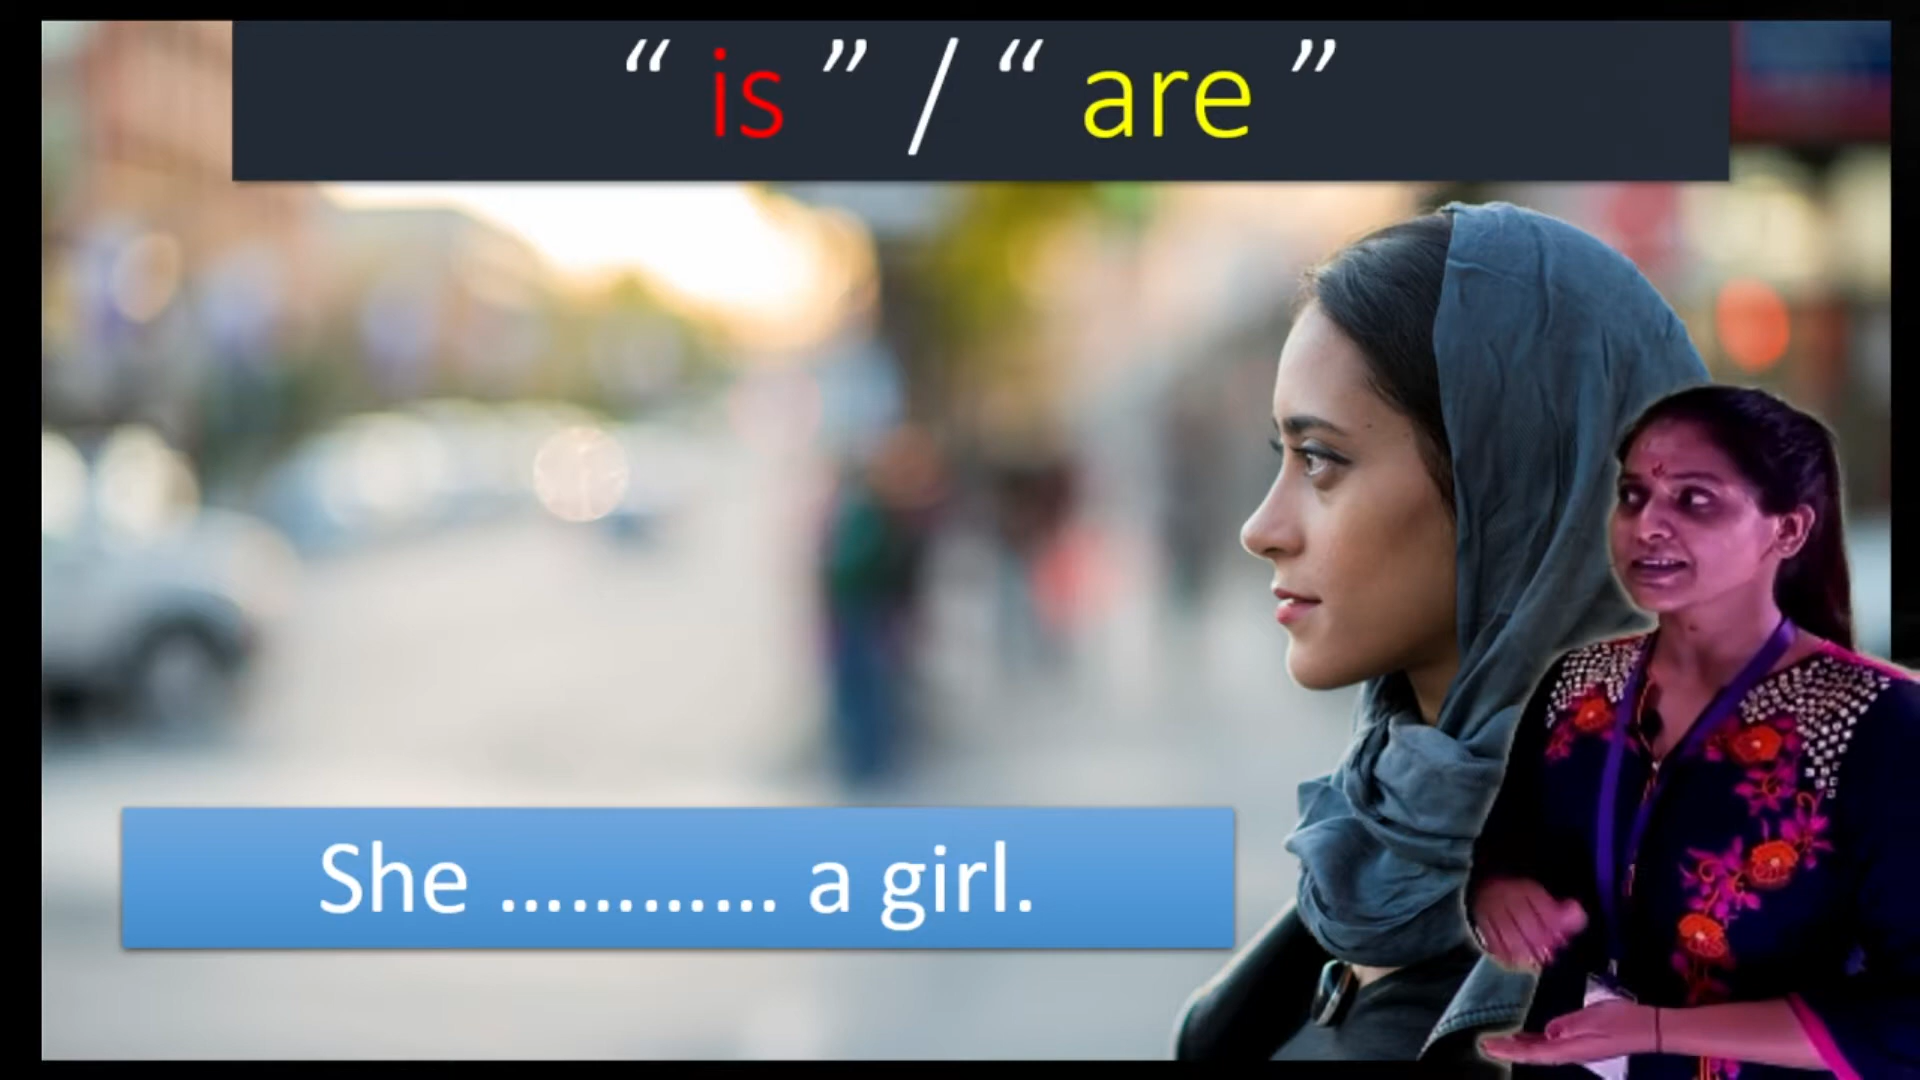 “ is ” / “ are ”
She ............ a girl.